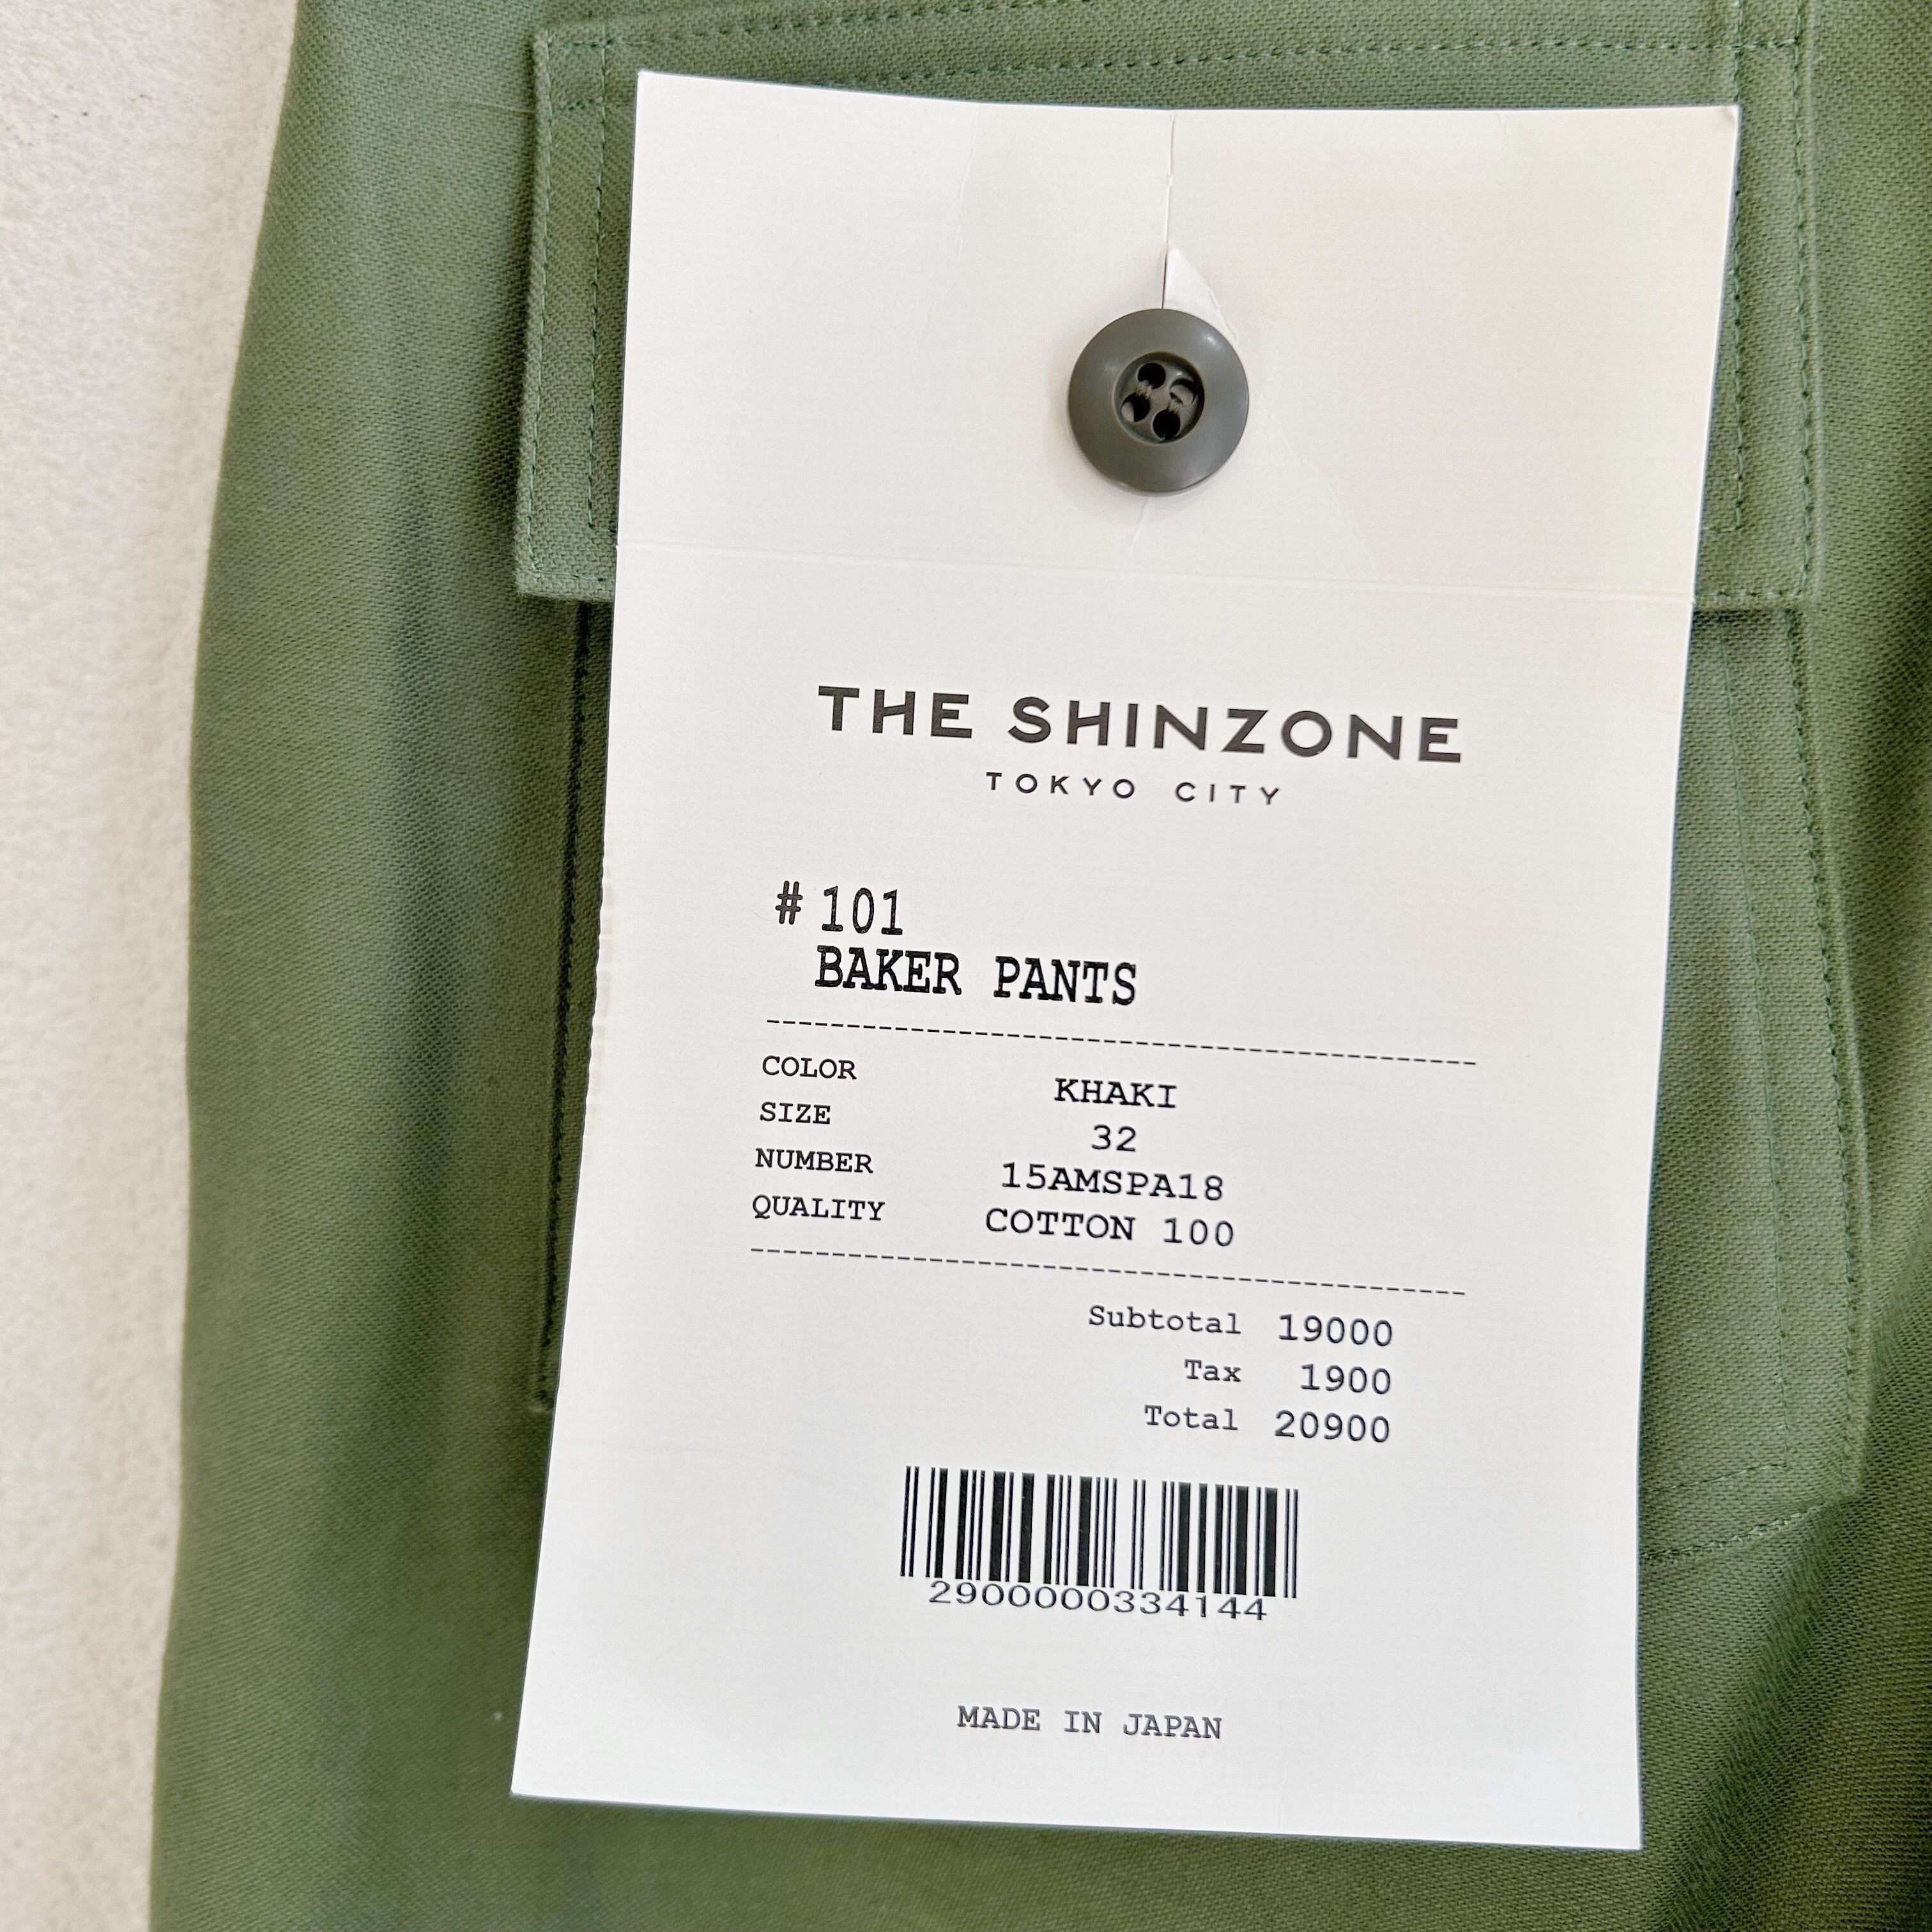 THE SHINZONE
TOKYO CITY
# 101
BAKER PANTS
COLOR KHAKI
SIZE 32
NUMBER 15AMSPA18
QUALITY COTTON 100
Subtotal 19000
Tax 1900
Total 20900
2900000334144
MADE IN JAPAN